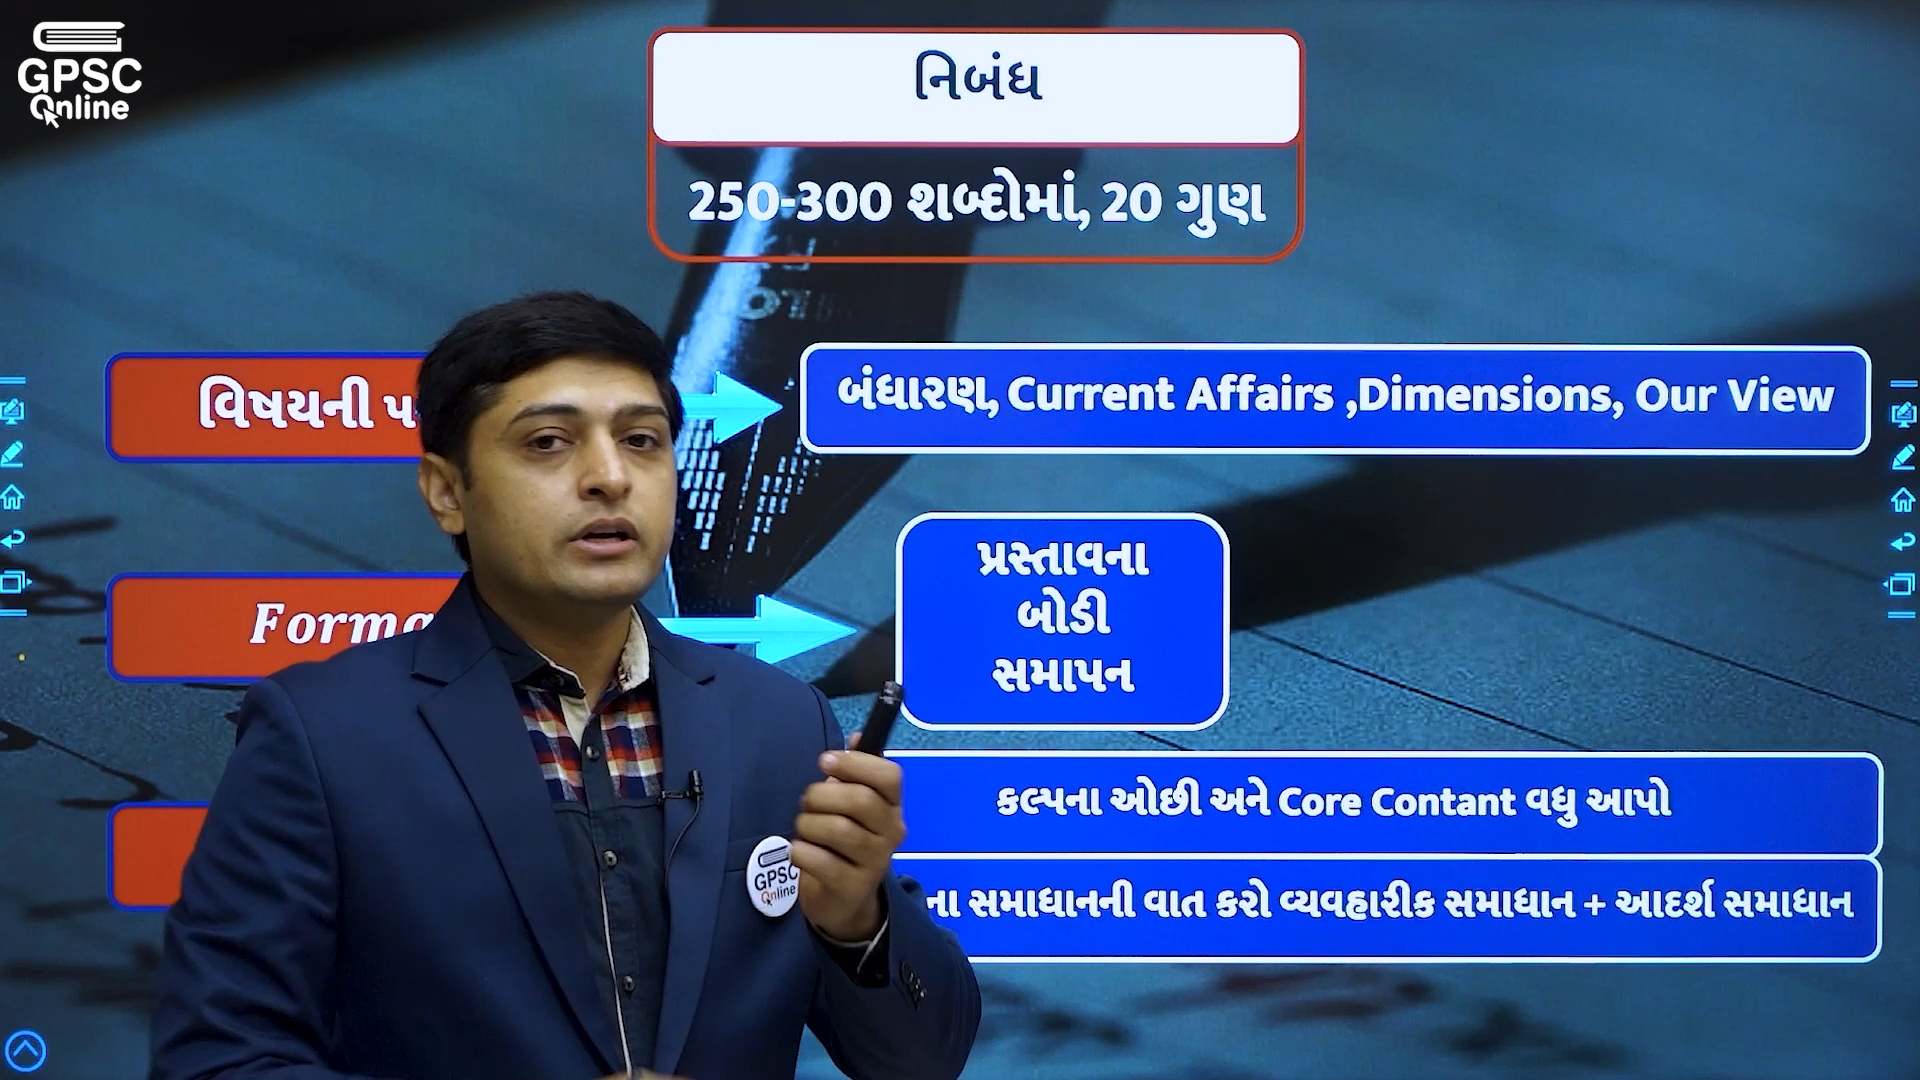 GPSC
Online
નિબંધ
250-300 શબ્દોમાં, 20 ગુણ
વિષયની
બંધારણ, Current Affairs ,Dimensions, Our View
પ્રસ્તાવના
બોડી
સમાપન
કલ્પના ઓછી અને Core Contant વધુ આપો
સમાધાનની વાત કરો વ્યવહારીક સમાધાન + આદર્શ સમાધાન
GPSC
Online